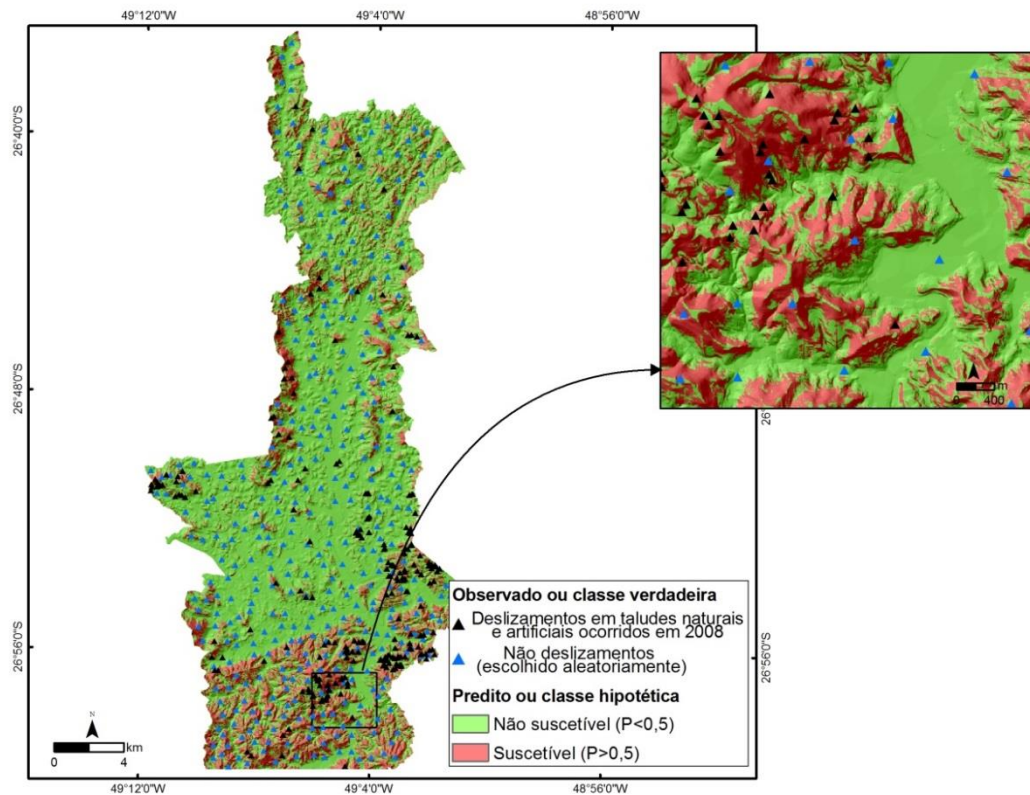 49°12'0"W
49°4'0"W
48°56'0"W
26°40'0"S
26°48'0"S
26°56'0"S
26°56'0"S
m
0 400
Observado ou classe verdadeira
Deslizamentos em taludes naturais
e artificiais ocorridos em 2008
Não deslizamentos
(escolhido aleatoriamente)
Predito ou classe hipotética
Não suscetível (P<0,5)
Suscetível (P>0,5)
N
km
0 4
49°12'0"W
49°4'0"W
48°56'0"W